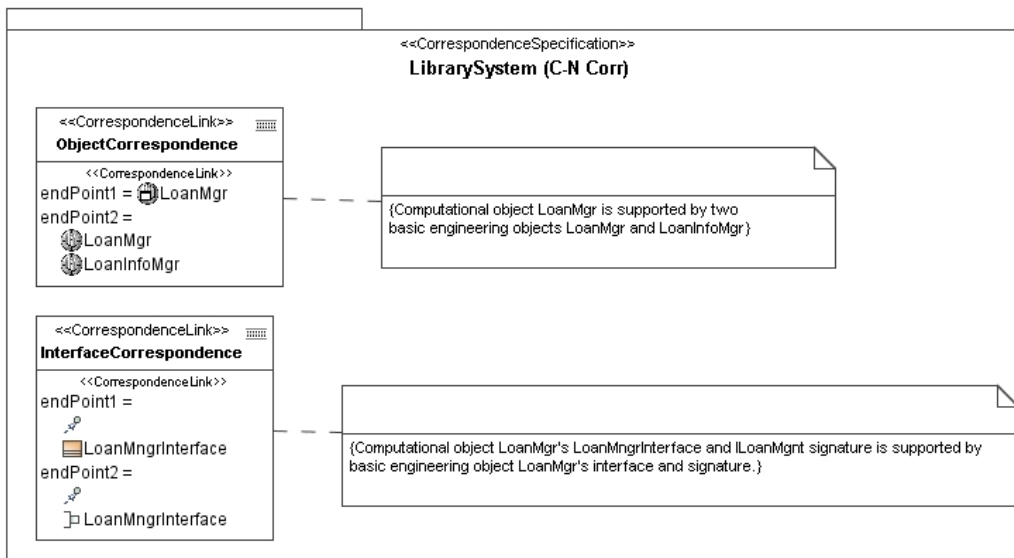 <<CorrespondenceSpecification>>
LibrarySystem (C-N Corr)
<<CorrespondenceLink>>
ObjectCorrespondence
<<CorrespondenceLink>>
endPoint1 = LoanMgr
endPoint2 =
LoanMgr
LoanInfoMgr
{Computational object LoanMgr is supported by two
basic engineering objects LoanMgr and LoanInfoMgr}
<<CorrespondenceLink>>
InterfaceCorrespondence
<<CorrespondenceLink>>
endPoint1 =
LoanMngrInterface
endPoint2 =
LoanMngrInterface
{Computational object LoanMgr's LoanMngrInterface and ILoanMgnt signature is supported by
basic engineering object LoanMgr's interface and signature.}